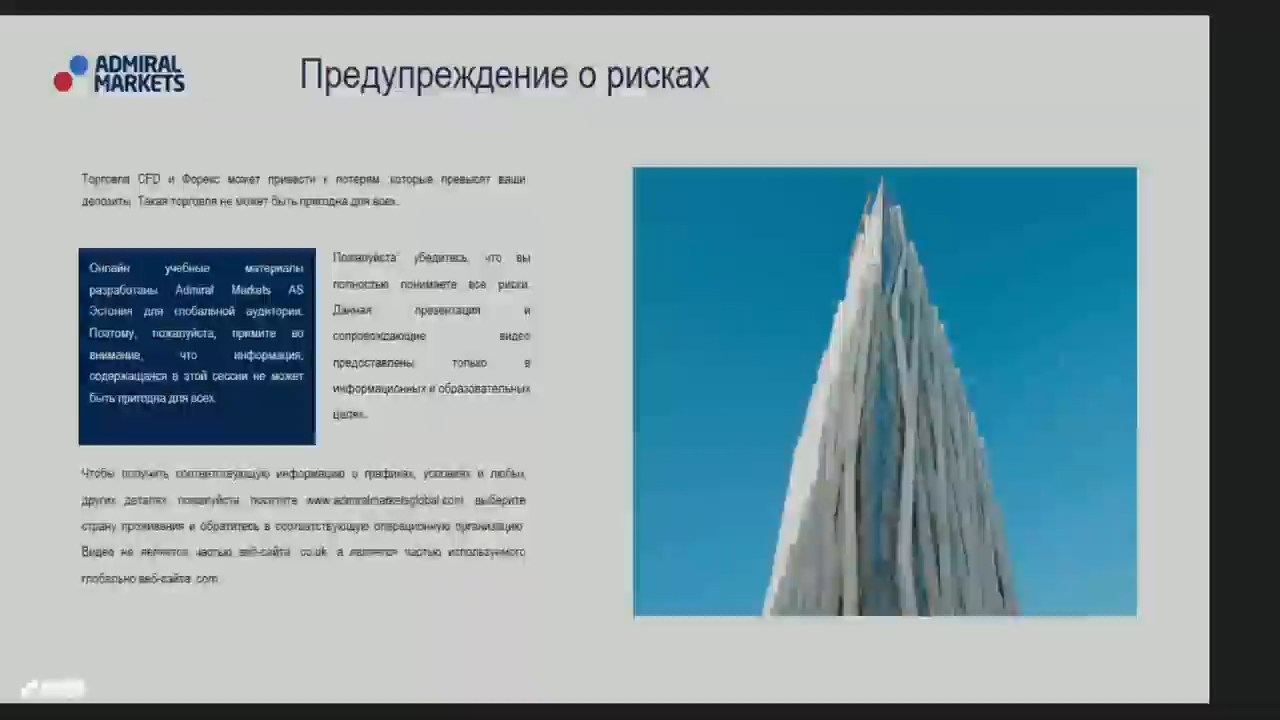 ADMIRAL
MARKETS
Предупреждение о рисках
Торговля CFD и Форекс может привести к потерям, которые превысят ваши
депозиты. Такая торговля не может быть пригодна для всех.
Онлайн учебные материалы
разработаны Admiral Markets AS
Эстония для глобальной аудитории.
Поэтому, пожалуйста, примите во
внимание, что информация,
содержащаяся в этой сессии не может
быть пригодна для всех.
Пожалуйста убедитесь, что вы
полностью понимаете все риски.
Данная презентация и
сопровождающие видео
предоставлены только в
информационных и образовательных
целях.
Чтобы получить соответствующую информацию о графиках, условиях и любых
других деталях пожалуйста посетите www.admiralmarketsglobal.com выберите
страну проживания и обратитесь в соответствующую операционную организацию.
Видео не является частью веб-сайта .co.uk, а является частью используемого
глобально веб-сайта .com